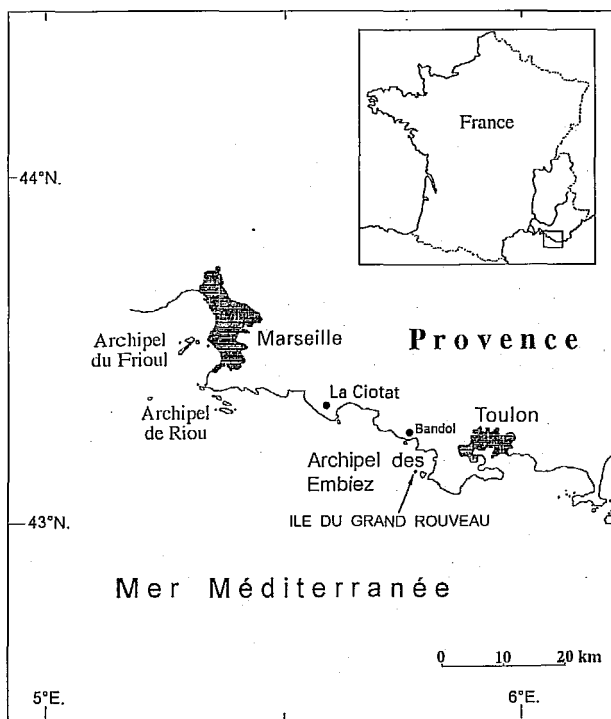 France
44°N.
Archipel
du Frioul
Marseille
Provence
La Ciotat
Archipel
de Riou
Bandol
Toulon
Archipel des
Embiez
ILE DU GRAND ROUVEAU
43°N.
Mer Méditerranée
0 10 20 km
5°E.
6°E.